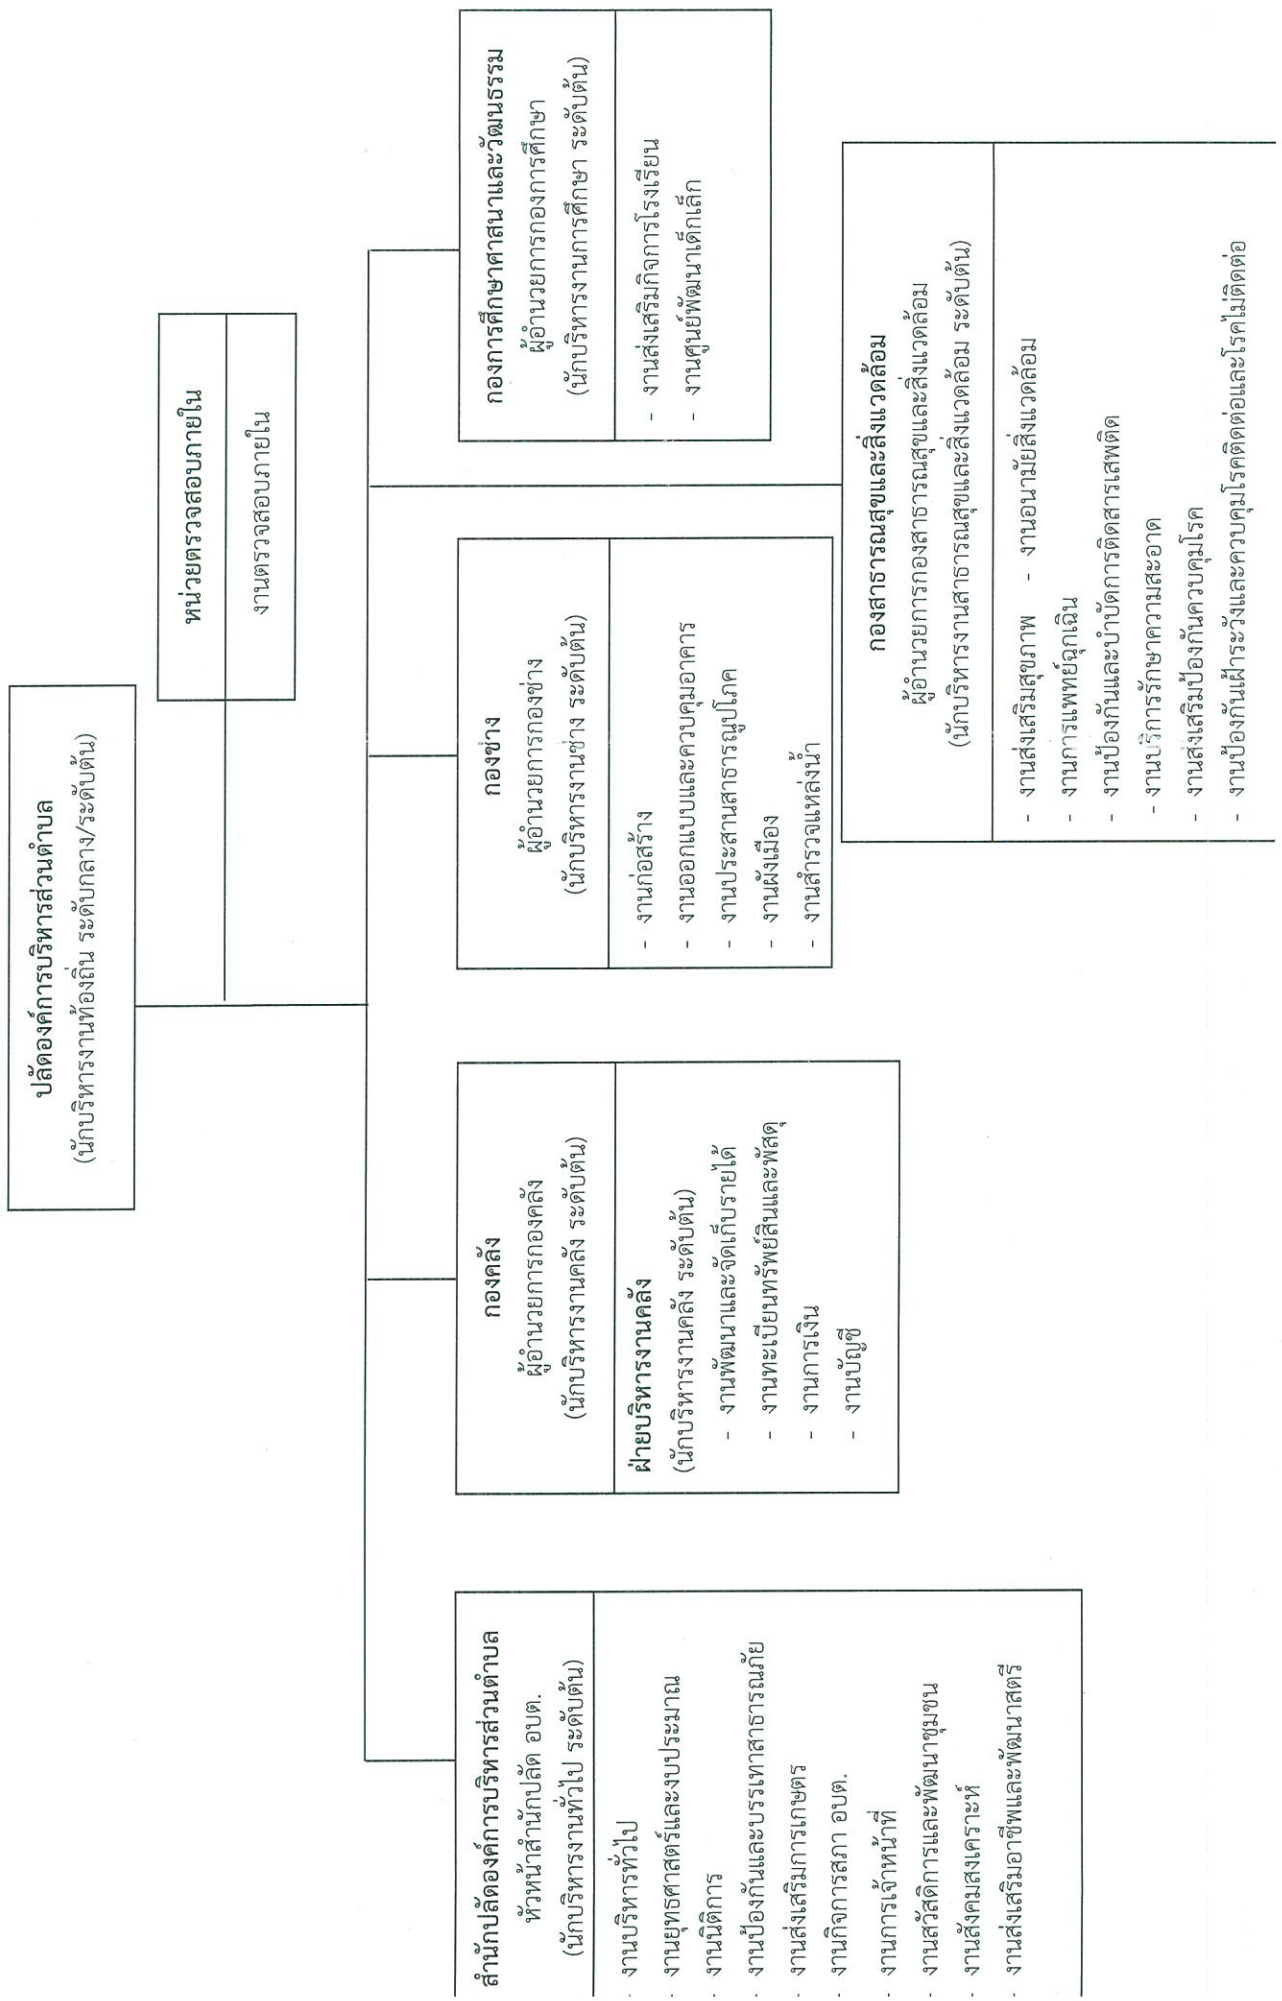 ปลัดองค์การบริหารส่วนตำบล
(นักบริหารงานท้องถิ่น ระดับกลาง/ระดับต้น)
หน่วยตรวจสอบภายใน
งานตรวจสอบภายใน
สำนักปลัดองค์การบริหารส่วนตำบล
หัวหน้าสำนักปลัด อบต.
(นักบริหารงานทั่วไป ระดับต้น)
- งานบริหารทั่วไป
- งานยุทธศาสตร์และงบประมาณ
- งานนิติการ
- งานป้องกันและบรรเทาสาธารณภัย
- งานส่งเสริมการเกษตร
- งานกิจการสภา อบต.
- งานการเจ้าหน้าที่
- งานสวัสดิการและพัฒนาชุมชน
- งานสังคมสงเคราะห์
- งานส่งเสริมอาชีพและพัฒนาสตรี
กองคลัง
ผู้อำนวยการกองคลัง
(นักบริหารงานคลัง ระดับต้น)
ฝ่ายบริหารงานคลัง
(นักบริหารงานคลัง ระดับต้น)
- งานพัฒนาและจัดเก็บรายได้
- งานทะเบียนทรัพย์สินและพัสดุ
- งานการเงิน
- งานบัญชี
กองช่าง
ผู้อำนวยการกองช่าง
(นักบริหารงานช่าง ระดับต้น)
- งานก่อสร้าง
- งานออกแบบและควบคุมอาคาร
- งานประสานสาธารณูปโภค
- งานผังเมือง
- งานสำรวจแหล่งน้ำ
กองการศึกษาศาสนาและวัฒนธรรม
ผู้อำนวยการกองการศึกษา
(นักบริหารงานการศึกษา ระดับต้น)
- งานส่งเสริมกิจการโรงเรียน
- งานศูนย์พัฒนาเด็กเล็ก
กองสาธารณสุขและสิ่งแวดล้อม
ผู้อำนวยการกองสาธารณสุขและสิ่งแวดล้อม
(นักบริหารงานสาธารณสุขและสิ่งแวดล้อม ระดับต้น)
- งานส่งเสริมสุขภาพ - งานอนามัยสิ่งแวดล้อม
- งานการแพทย์ฉุกเฉิน
- งานป้องกันและบำบัดการติดสารเสพติด
- งานบริการรักษาความสะอาด
- งานส่งเสริมป้องกันควบคุมโรค
- งานป้องกันเฝ้าระวังและควบคุมโรคติดต่อและโรคไม่ติดต่อ